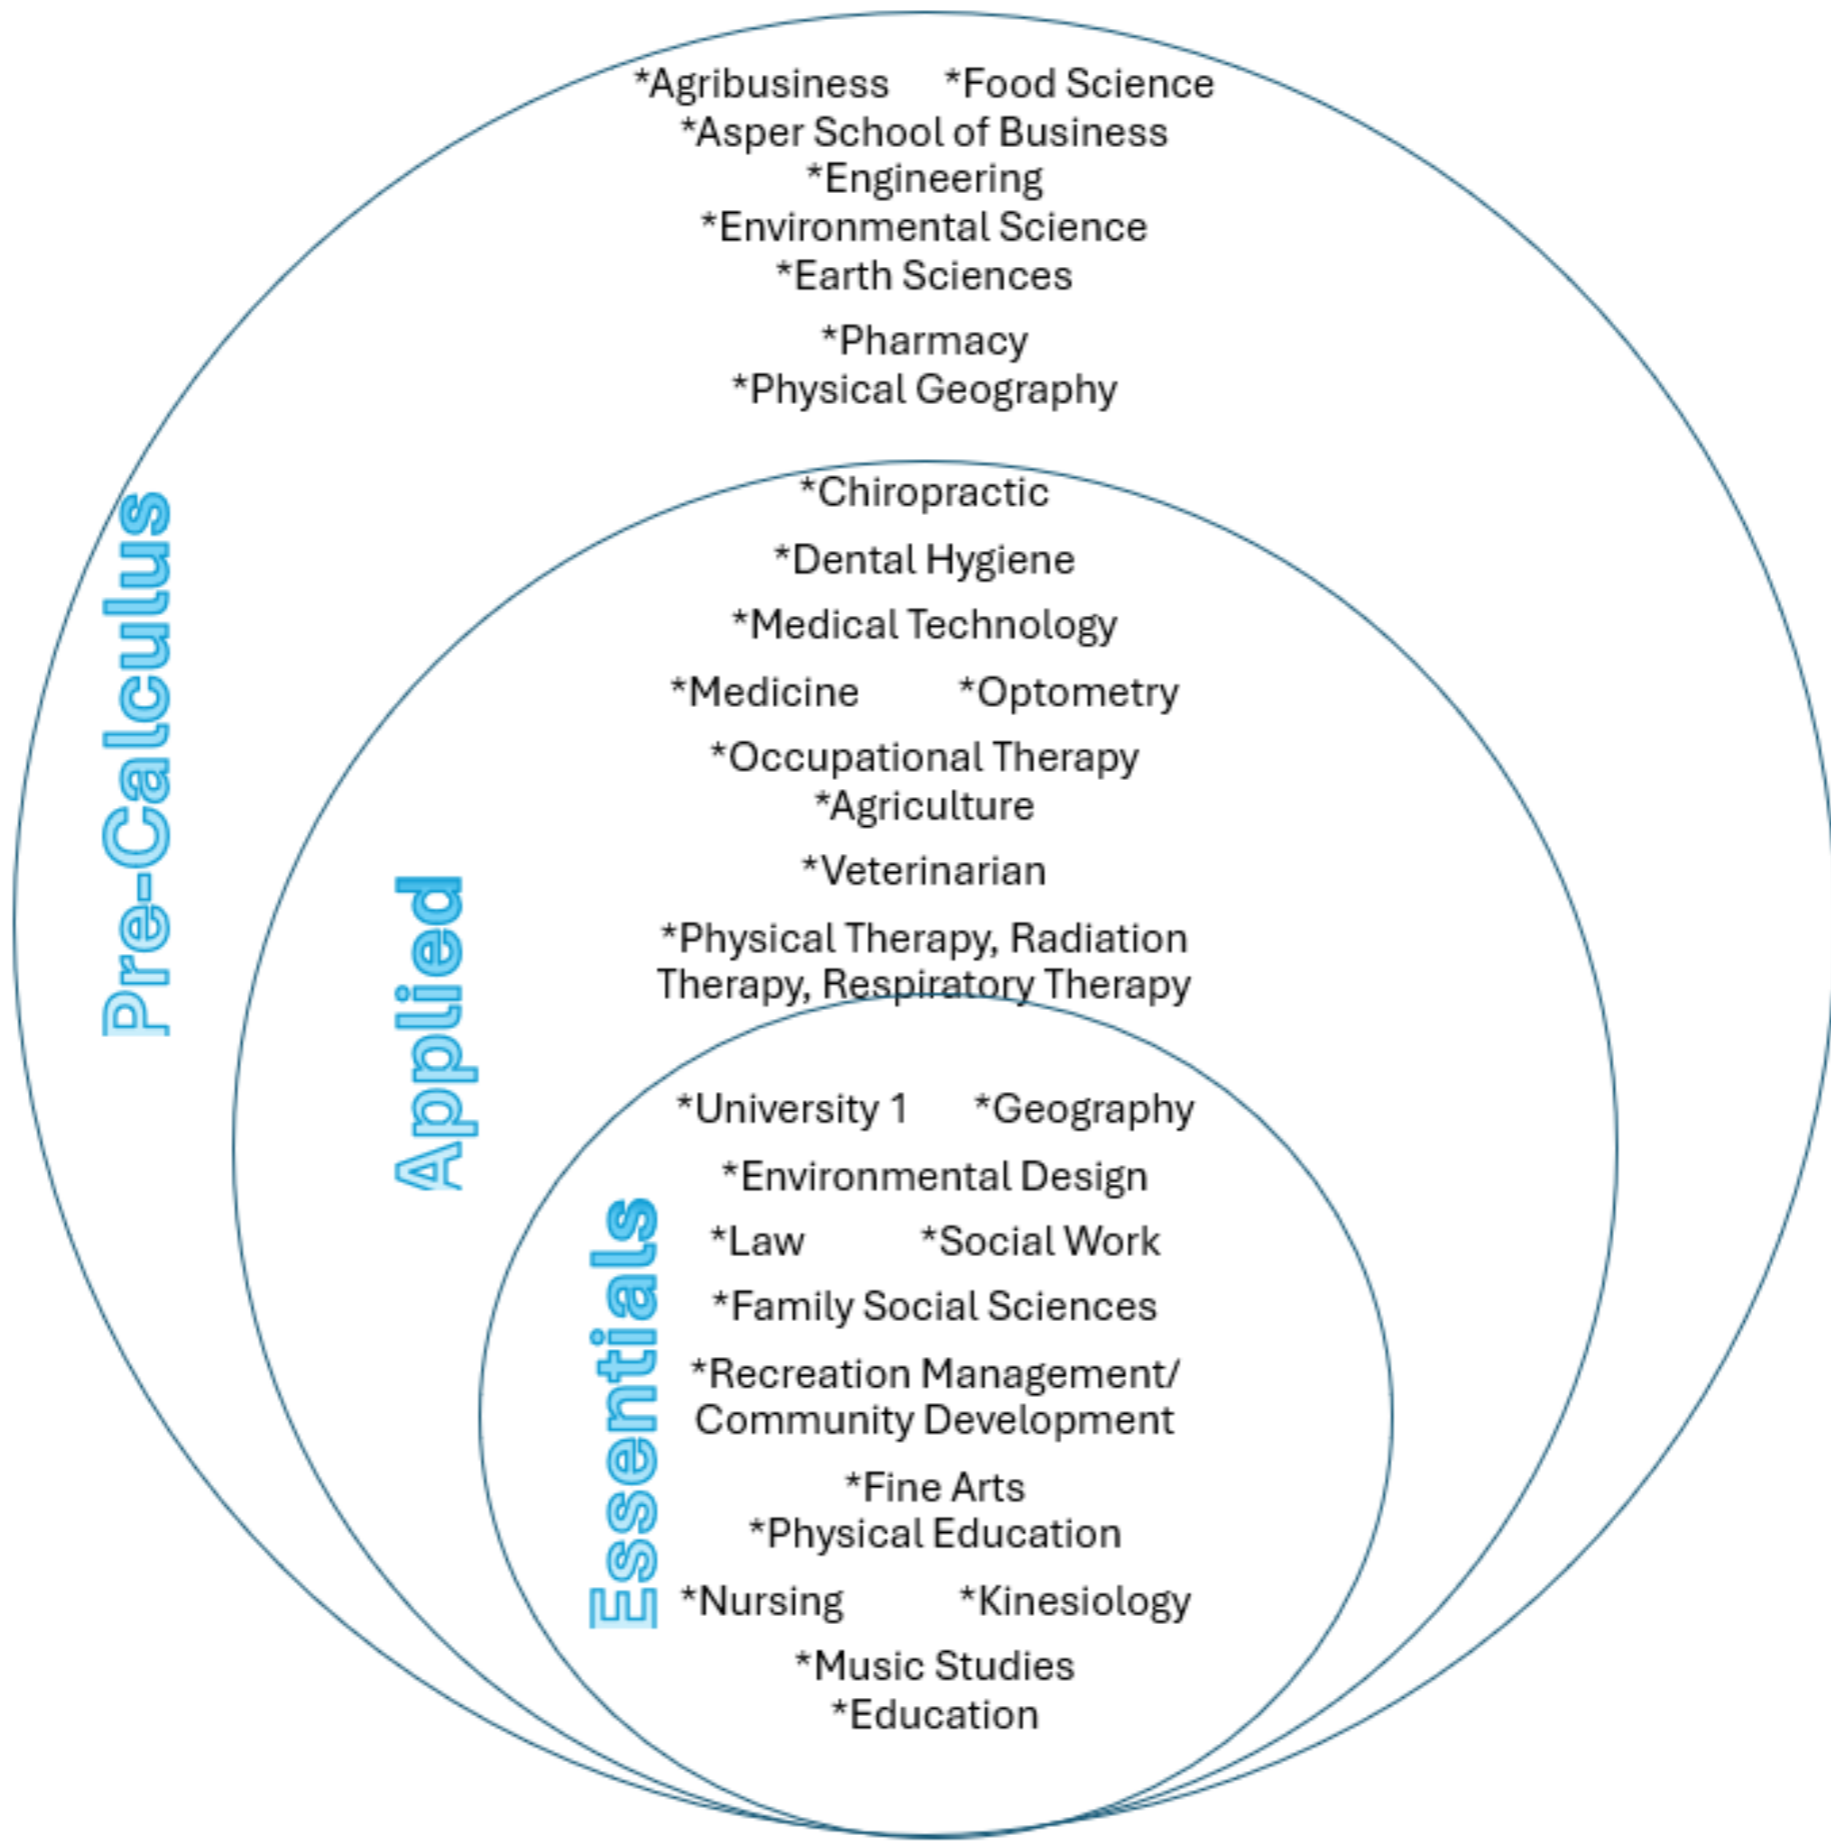 *Agribusiness *Food Science
*Asper School of Business
*Engineering
*Environmental Science
*Earth Sciences
*Pharmacy
*Physical Geography
Pre-Calculus
*Chiropractic
*Dental Hygiene
*Medical Technology
*Medicine *Optometry
*Occupational Therapy
*Agriculture
*Veterinarian
*Physical Therapy, Radiation
Therapy, Respiratory Therapy
Applied
*University 1 *Geography
*Environmental Design
*Law *Social Work
*Family Social Sciences
*Recreation Management/
Community Development
*Fine Arts
*Physical Education
*Nursing *Kinesiology
*Music Studies
*Education
Essentials